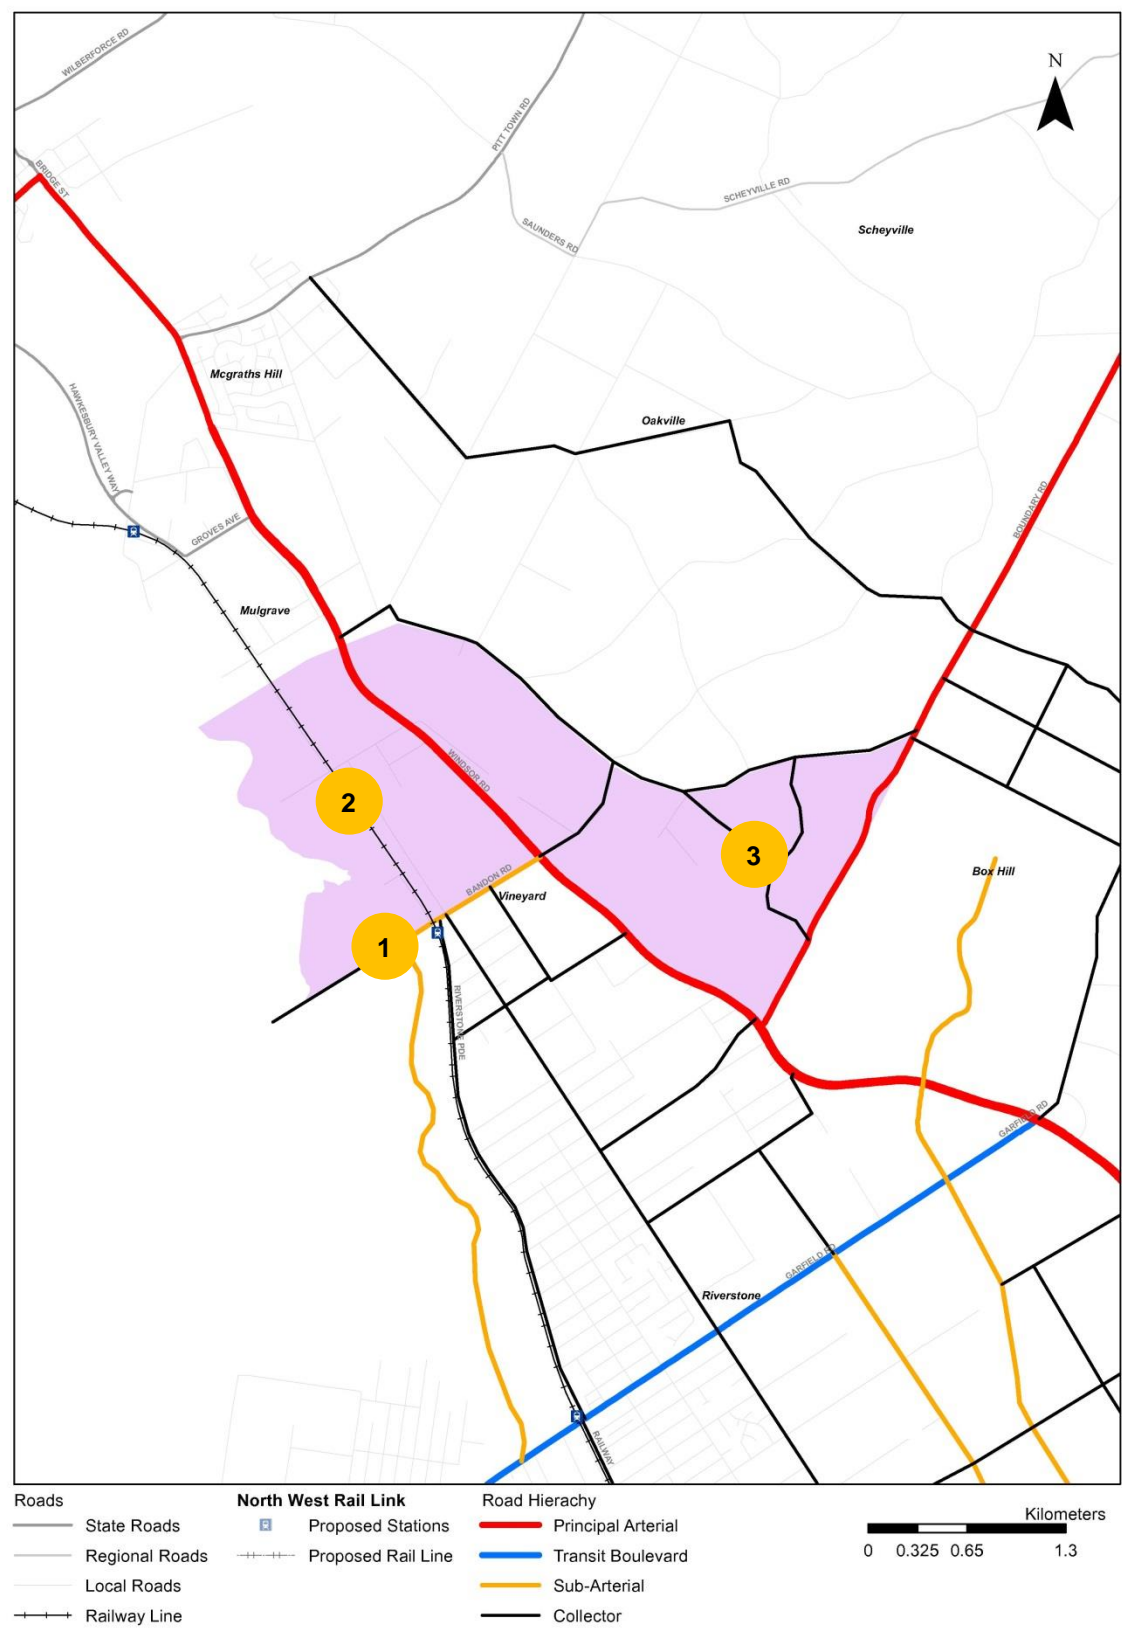 WILBERFORCE RD
N
PITT TOWN RD
BRIDGE ST
SCHEYVILLE RD
SAUNDERS RD
Scheyville
Mcgraths Hill
HAWKESBURY VALLEY WAY
Oakville
BOUNDARY RD
GROVES AVE
Mulgrave
WINDSOR RD
2
3
BANDON RD
Vineyard
Box Hill
1
RIVERSTONE PDE
GARFIELD RD
GARFIELD RD
Riverstone
RAILWAY
Roads
State Roads
Regional Roads
Local Roads
Railway Line
North West Rail Link
Proposed Stations
Proposed Rail Line
Road Hierachy
Principal Arterial
Transit Boulevard
Sub-Arterial
Collector
Kilometers
0 0.325 0.65 1.3